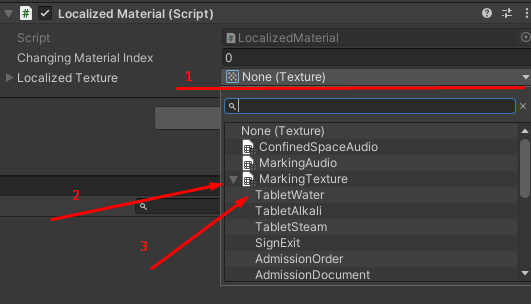 Localized Material (Script)
Script LocalizedMaterial
Changing Material Index 0
Localized Texture None (Texture)
1
None (Texture)
ConfinedSpaceAudio
MarkingAudio
MarkingTexture
2
TabletWater
TabletAlkali
TabletSteam
3
SignExit
AdmissionOrder
AdmissionDocument